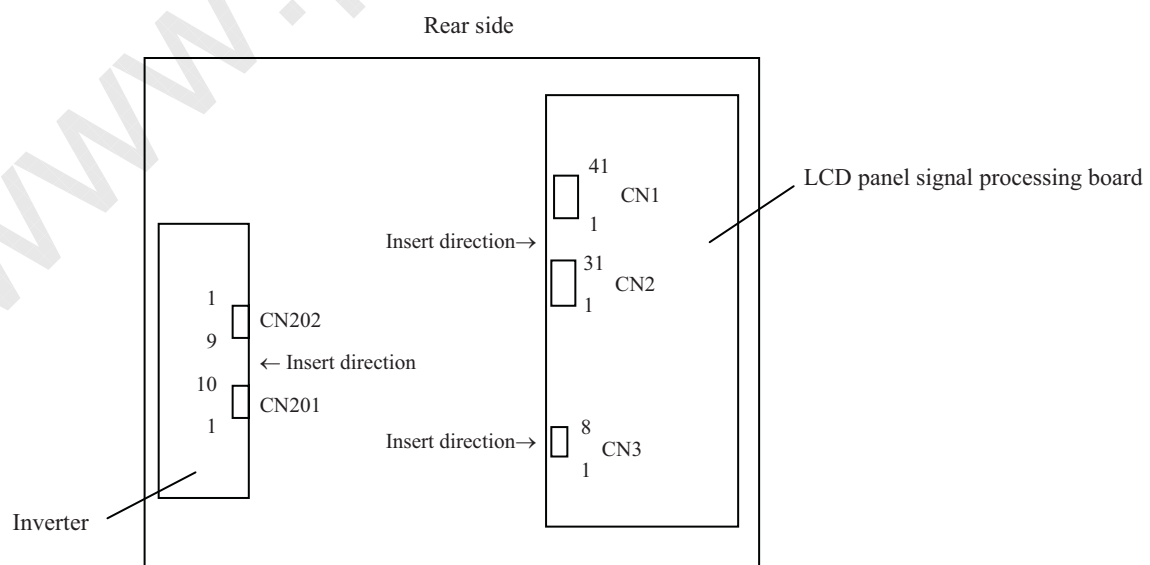 www.
Rear side
41
CN1
LCD panel signal processing board
1
Insert direction→
31
CN2
1
1
CN202
9
← Insert direction
10
CN201
1
8
Insert direction→
CN3
1
Inverter